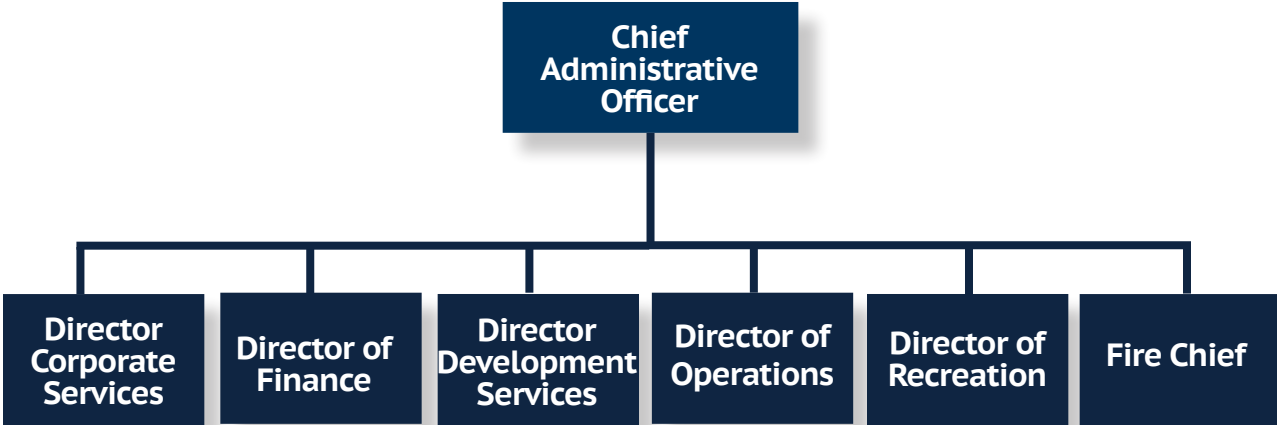 Chief
Administrative
Officer
Director
Corporate
Services
Director of
Finance
Director
Development
Services
Director of
Operations
Director of
Recreation
Fire Chief